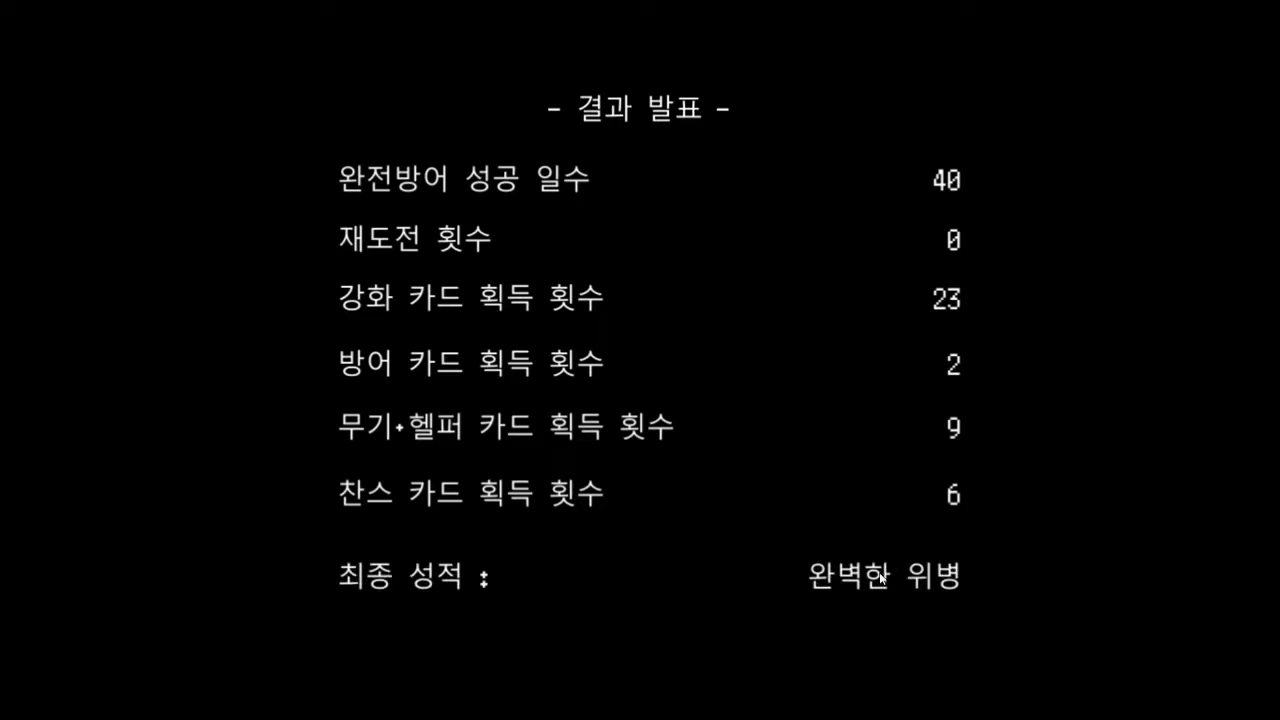 - 결과 발표 -
완전방어 성공 일수 40
재도전 횟수 0
강화 카드 획득 횟수 23
방어 카드 획득 횟수 2
무기·헬퍼 카드 획득 횟수 9
찬스 카드 획득 횟수 6
최종 성적 : 완벽한 위병